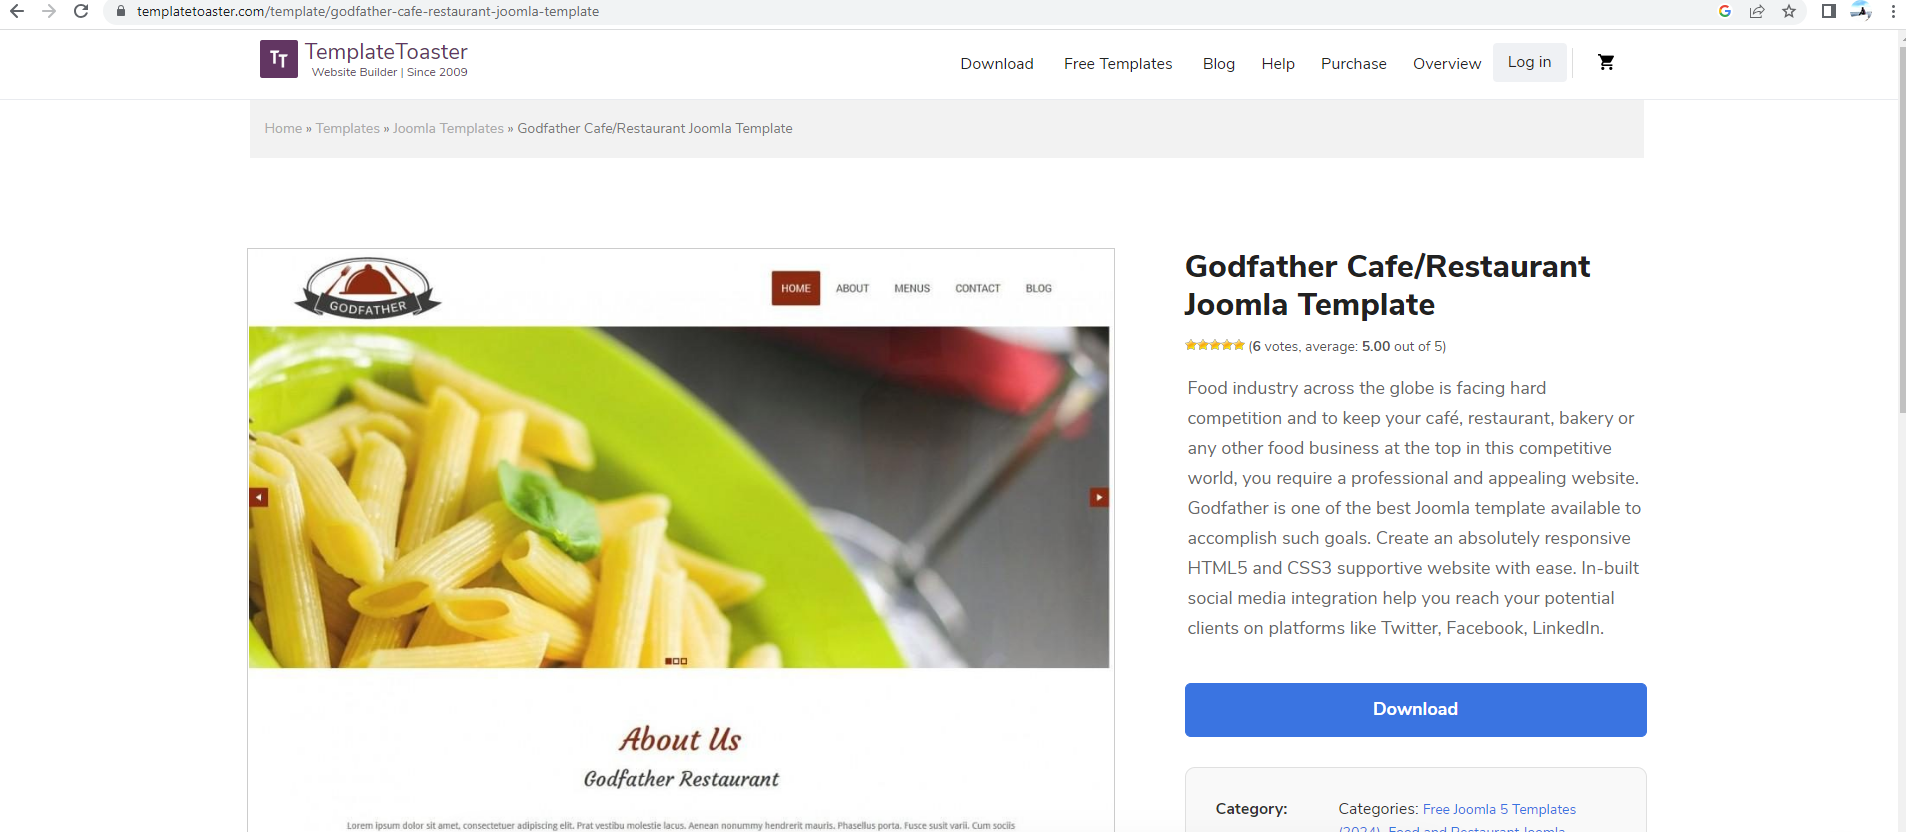 templatetoaster.com/template/godfather-cafe-restaurant-joomla-template
TT
TemplateToaster
Website Builder | Since 2009
Download Free Templates Blog Help Purchase Overview Log in
Home » Templates » Joomla Templates » Godfather Cafe/Restaurant Joomla Template
GODFATHER
HOME ABOUT MENUS CONTACT BLOG
About Us
Godfather Restaurant
Lorem ipsum dolor sit amet, consectetuer adipiscing elit. Prat vestibu molestie lacus. Aenean nonummy hendrerit mauris. Phasellus porta. Fusce susit varii. Cum sociis
Godfather Cafe/Restaurant
Joomla Template
(6 votes, average: 5.00 out of 5)
Food industry across the globe is facing hard
competition and to keep your café, restaurant, bakery or
any other food business at the top in this competitive
world, you require a professional and appealing website.
Godfather is one of the best Joomla template available to
accomplish such goals. Create an absolutely responsive
HTML5 and CSS3 supportive website with ease. In-built
social media integration help you reach your potential
clients on platforms like Twitter, Facebook, LinkedIn.
Download
Category: Categories: Free Joomla 5 Templates
(2024), Food and Restaurant Joomla